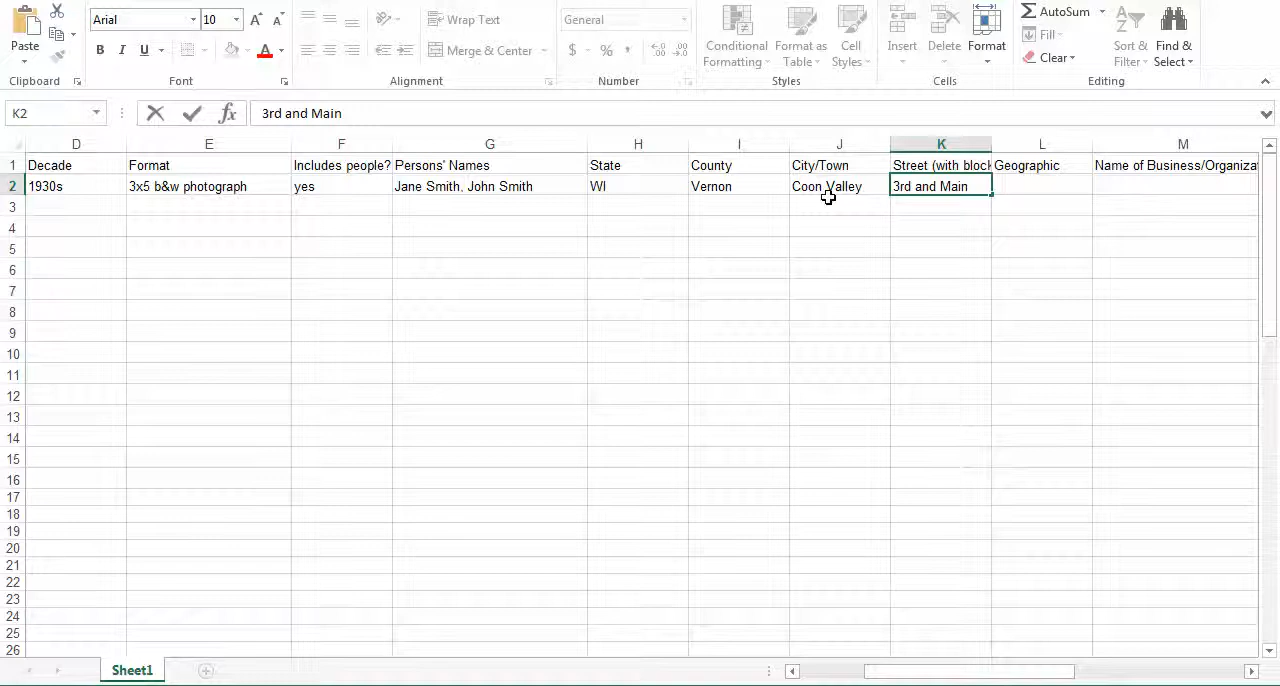 Paste
Clipboard
Arial
10
A A
B I U A
Font
Wrap Text
Merge & Center
Alignment
General
$ % ,
Number
Conditional Formatting
Format as Table
Cell Styles
Styles
Insert
Delete
Format
Cells
AutoSum
Fill
Clear
Sort & Filter
Find & Select
Editing
K2
fx
3rd and Main
D E F G H I J K L M
1 Decade Format Includes people? Persons' Names State County City/Town Street (with block Geographic Name of Business/Organiza
2 1930s 3x5 b&w photograph yes Jane Smith, John Smith WI Vernon Coon Valley 3rd and Main
3
4
5
6
7
8
9
10
11
12
13
14
15
16
17
18
19
20
21
22
23
24
25
26
Sheet1